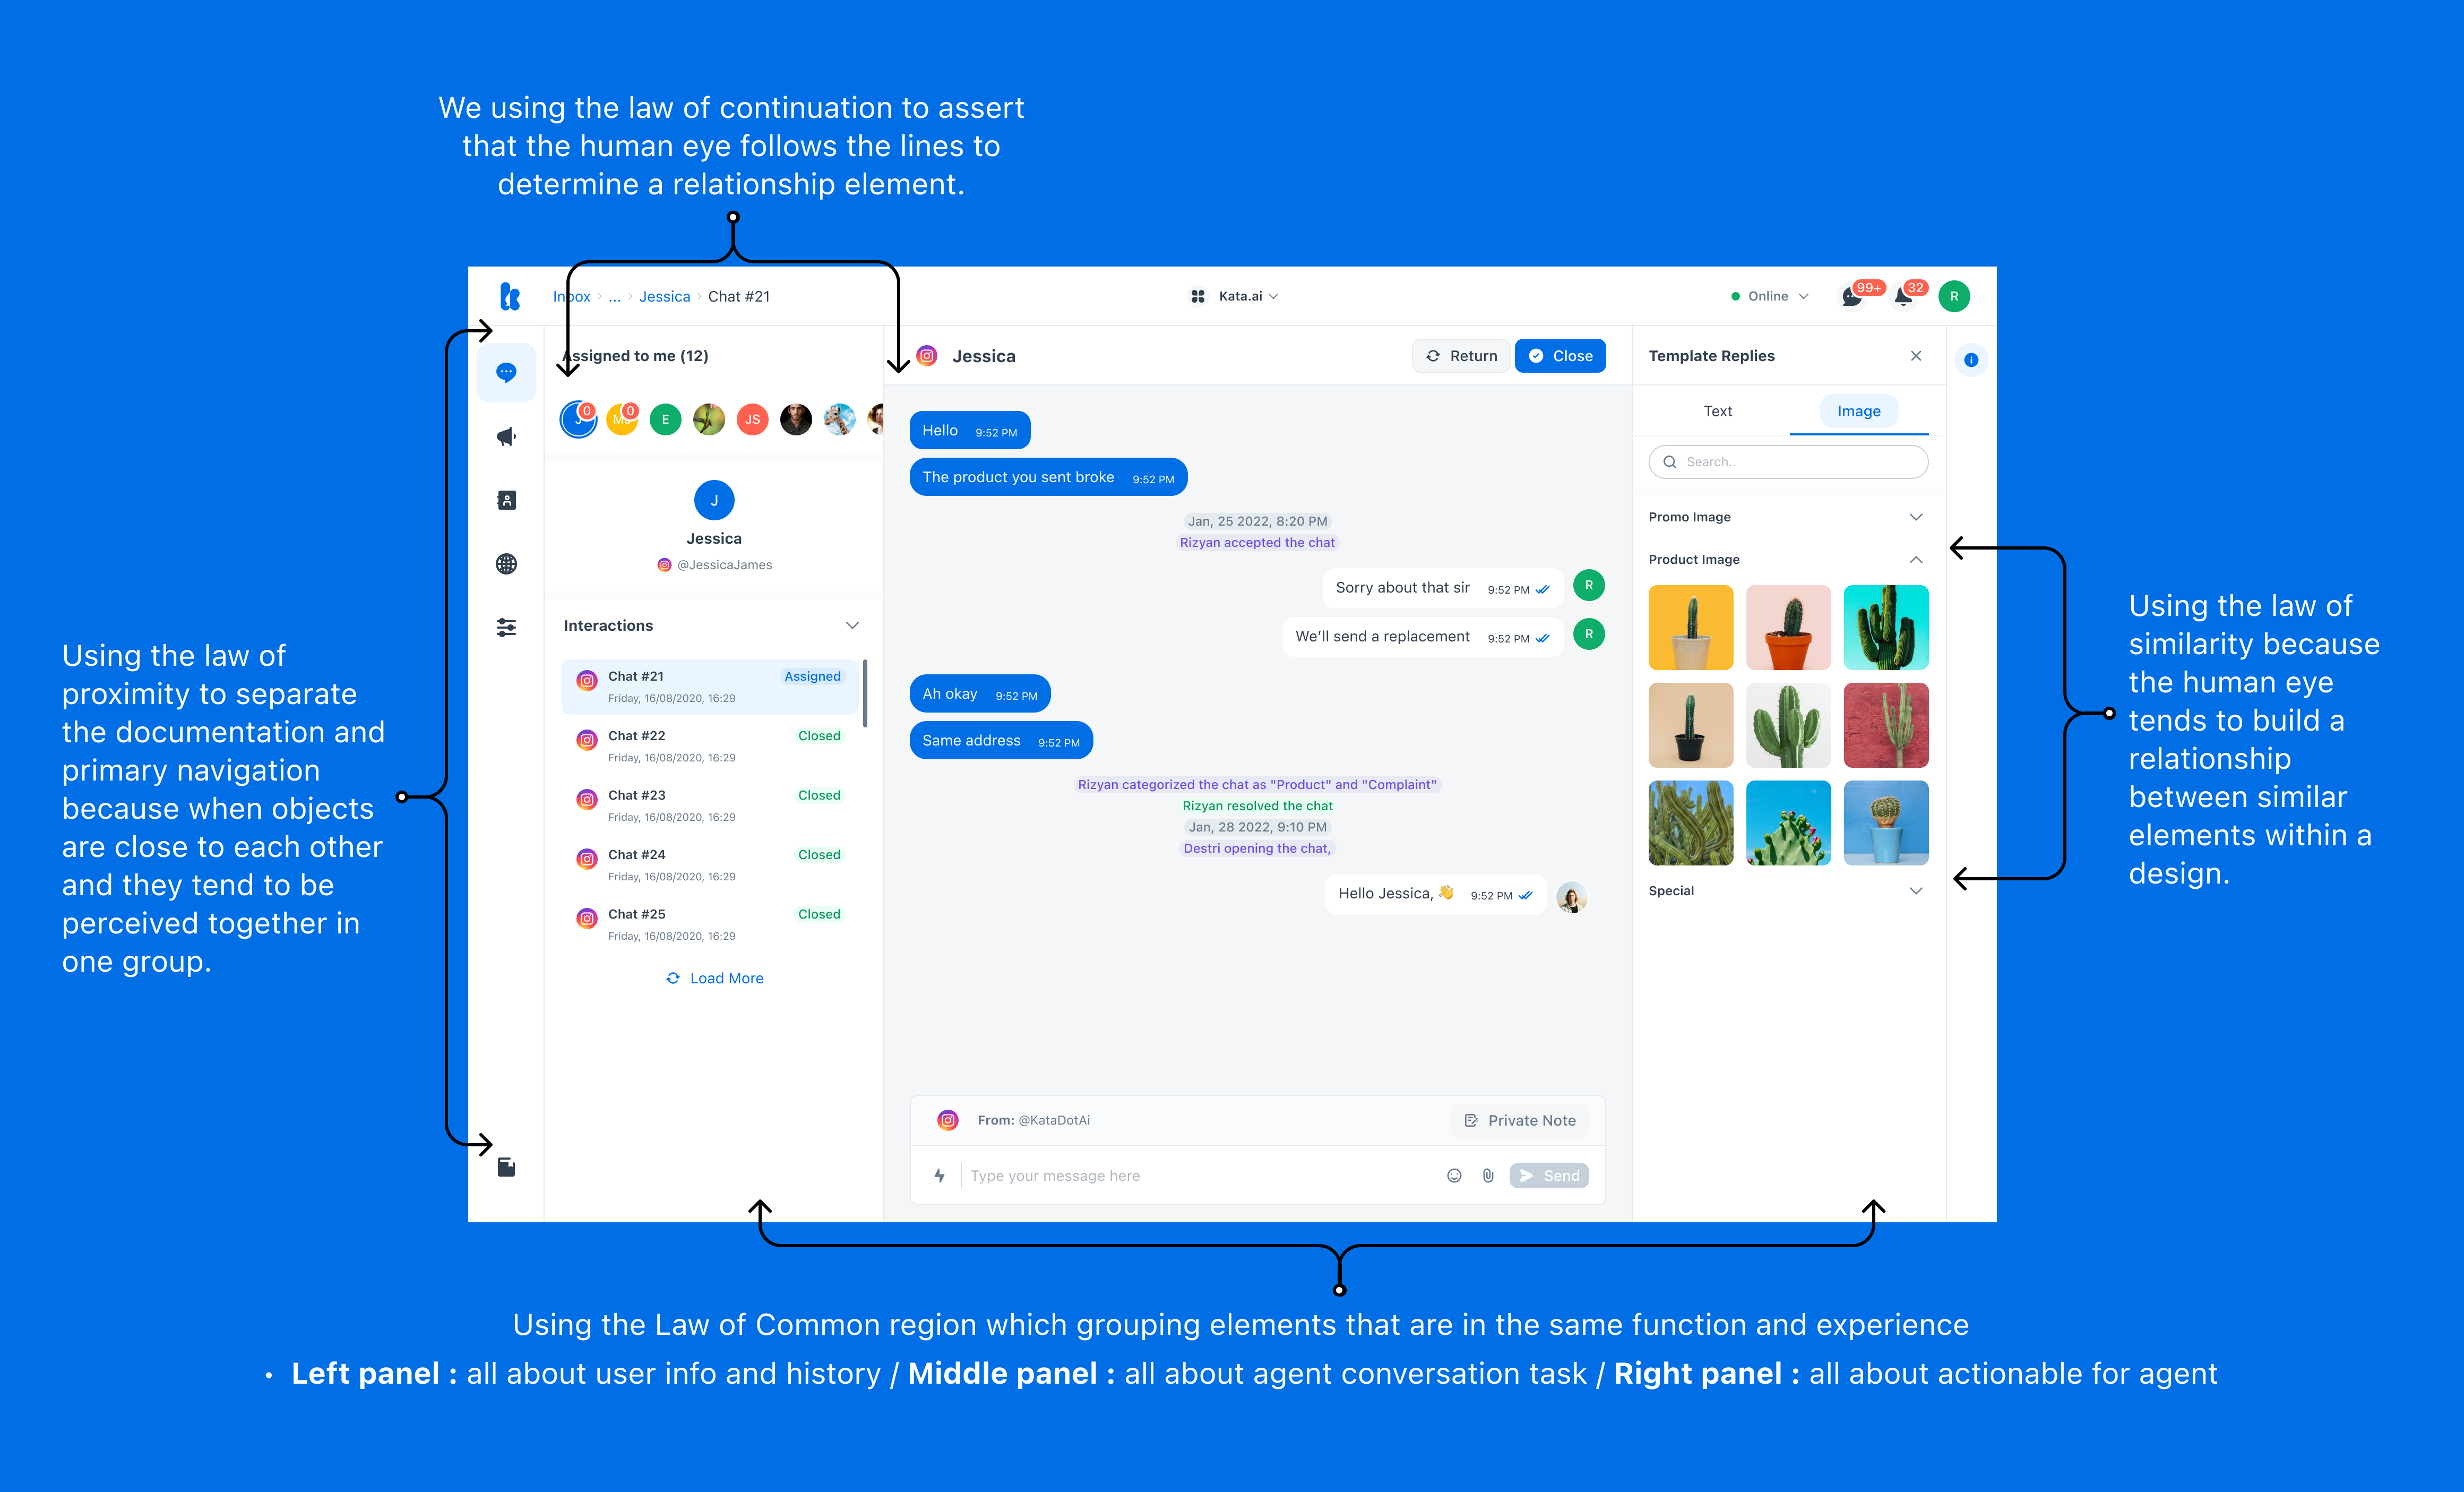 We using the law of continuation to assert
that the human eye follows the lines to
determine a relationship element.
Inbox › ... › Jessica › Chat #21
Kata.ai
Online
99+
32
R
Assigned to me (12)
J
0
MS
0
E
JS
J
Jessica
@JessicaJames
Interactions
Chat #21
Assigned
Friday, 16/08/2020, 16:29
Chat #22
Closed
Friday, 16/08/2020, 16:29
Chat #23
Closed
Friday, 16/08/2020, 16:29
Chat #24
Closed
Friday, 16/08/2020, 16:29
Chat #25
Closed
Friday, 16/08/2020, 16:29
Load More
Jessica
Return
Close
Hello 9:52 PM
The product you sent broke 9:52 PM
Jan, 25 2022, 8:20 PM
Rizyan accepted the chat
Sorry about that sir 9:52 PM
R
We'll send a replacement 9:52 PM
R
Ah okay 9:52 PM
Same address 9:52 PM
Rizyan categorized the chat as "Product" and "Complaint"
Rizyan resolved the chat
Jan, 28 2022, 9:10 PM
Destri opening the chat,
Hello Jessica, 👋 9:52 PM
From: @KataDotAi
Private Note
Type your message here
Send
Template Replies
Text
Image
Search..
Promo Image
Product Image
Special
Using the law of
proximity to separate
the documentation and
primary navigation
because when objects
are close to each other
and they tend to be
perceived together in
one group.
Using the law of
similarity because
the human eye
tends to build a
relationship
between similar
elements within a
design.
Using the Law of Common region which grouping elements that are in the same function and experience
• Left panel : all about user info and history / Middle panel : all about agent conversation task / Right panel : all about actionable for agent